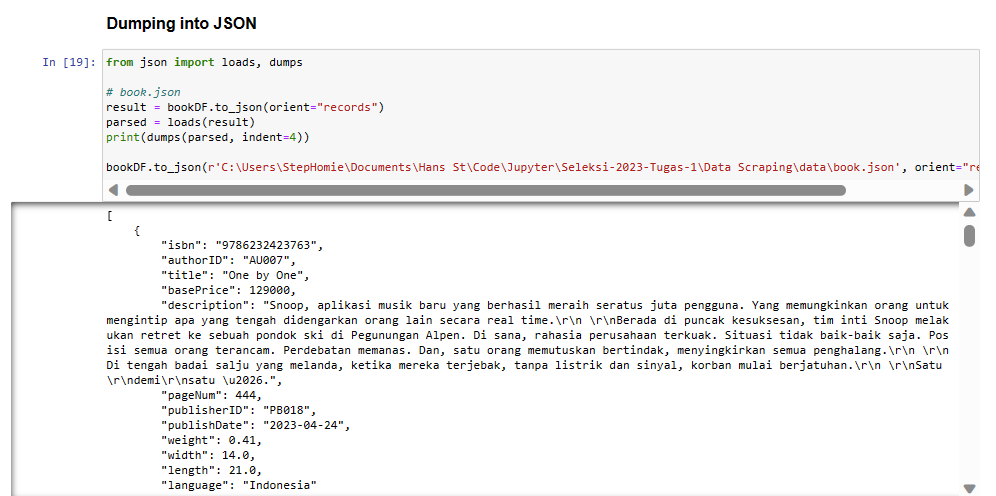 Dumping into JSON
In [19]: from json import loads, dumps
# book.json
result = bookDF.to_json(orient="records")
parsed = loads(result)
print(dumps(parsed, indent=4))
bookDF.to_json(r'C:\Users\StepHomie\Documents\Hans St\Code\Jupyter\Seleksi-2023-Tugas-1\Data Scraping\data\book.json', orient="re
[
    {
        "isbn": "9786232423763",
        "authorID": "AU007",
        "title": "One by One",
        "basePrice": 129000,
        "description": "Snoop, aplikasi musik baru yang berhasil meraih seratus juta pengguna. Yang memungkinkan orang untuk
mengintip apa yang tengah didengarkan orang lain secara real time.\r\n \r\nBerada di puncak kesuksesan, tim inti Snoop melak
ukan retret ke sebuah pondok ski di Pegunungan Alpen. Di sana, rahasia perusahaan terkuak. Situasi tidak baik-baik saja. Pos
isi semua orang terancam. Perdebatan memanas. Dan, satu orang memutuskan bertindak, menyingkirkan semua penghalang.\r\n \r\n
Di tengah badai salju yang melanda, ketika mereka terjebak, tanpa listrik dan sinyal, korban mulai berjatuhan.\r\n \r\nSatu
\r\ndemi\r\nsatu \u2026.",
        "pageNum": 444,
        "publisherID": "PB018",
        "publishDate": "2023-04-24",
        "weight": 0.41,
        "width": 14.0,
        "length": 21.0,
        "language": "Indonesia"